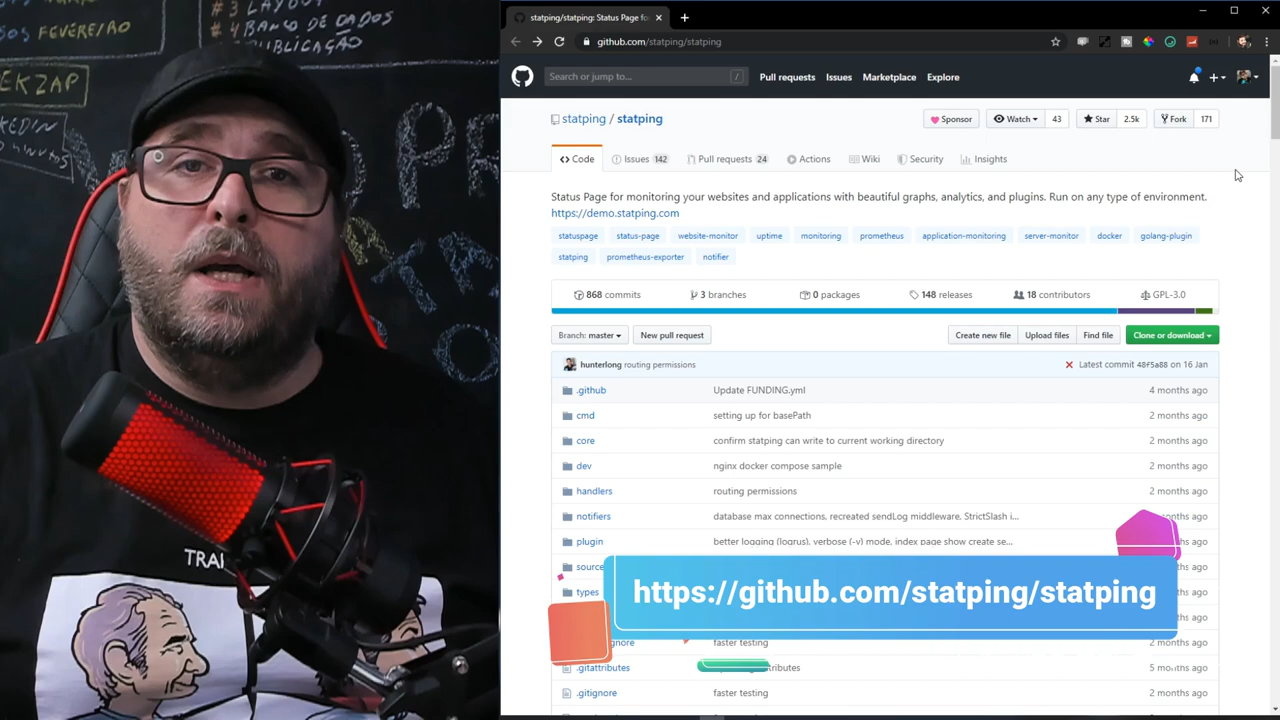 #3 LAYOUT
#4 BANCO DE DADOS
FEVEREIRO
PUBLICAÇÃO
EKZAP
TRAI
statping/statping: Status Page fo
github.com/statping/statping
Search or jump to...
/
Pull requests
Issues
Marketplace
Explore
statping / statping
Sponsor
Watch 43
Star 2.5k
Fork 171
Code
Issues 142
Pull requests 24
Actions
Wiki
Security
Insights
Status Page for monitoring your websites and applications with beautiful graphs, analytics, and plugins. Run on any type of environment.
https://demo.statping.com
statuspage status-page website-monitor uptime monitoring prometheus application-monitoring server-monitor docker golang-plugin
statping prometheus-exporter notifier
868 commits 3 branches 0 packages 148 releases 18 contributors GPL-3.0
Branch: master New pull request Create new file Upload files Find file Clone or download
hunterlong routing permissions Latest commit 48f5a88 on 16 Jan
.github Update FUNDING.yml 4 months ago
cmd setting up for basePath 2 months ago
core confirm statping can write to current working directory 2 months ago
dev nginx docker compose sample 2 months ago
handlers routing permissions 2 months ago
notifiers database max connections, recreated sendLog middleware, StrictSlash i... 2 months ago
plugin better logging (logrus), verbose (-v) mode, index page show create se... 2 months ago
source
types
https://github.com/statping/statping
faster testing 2 months ago
.gitattributes 5 months ago
.gitignore faster testing 2 months ago